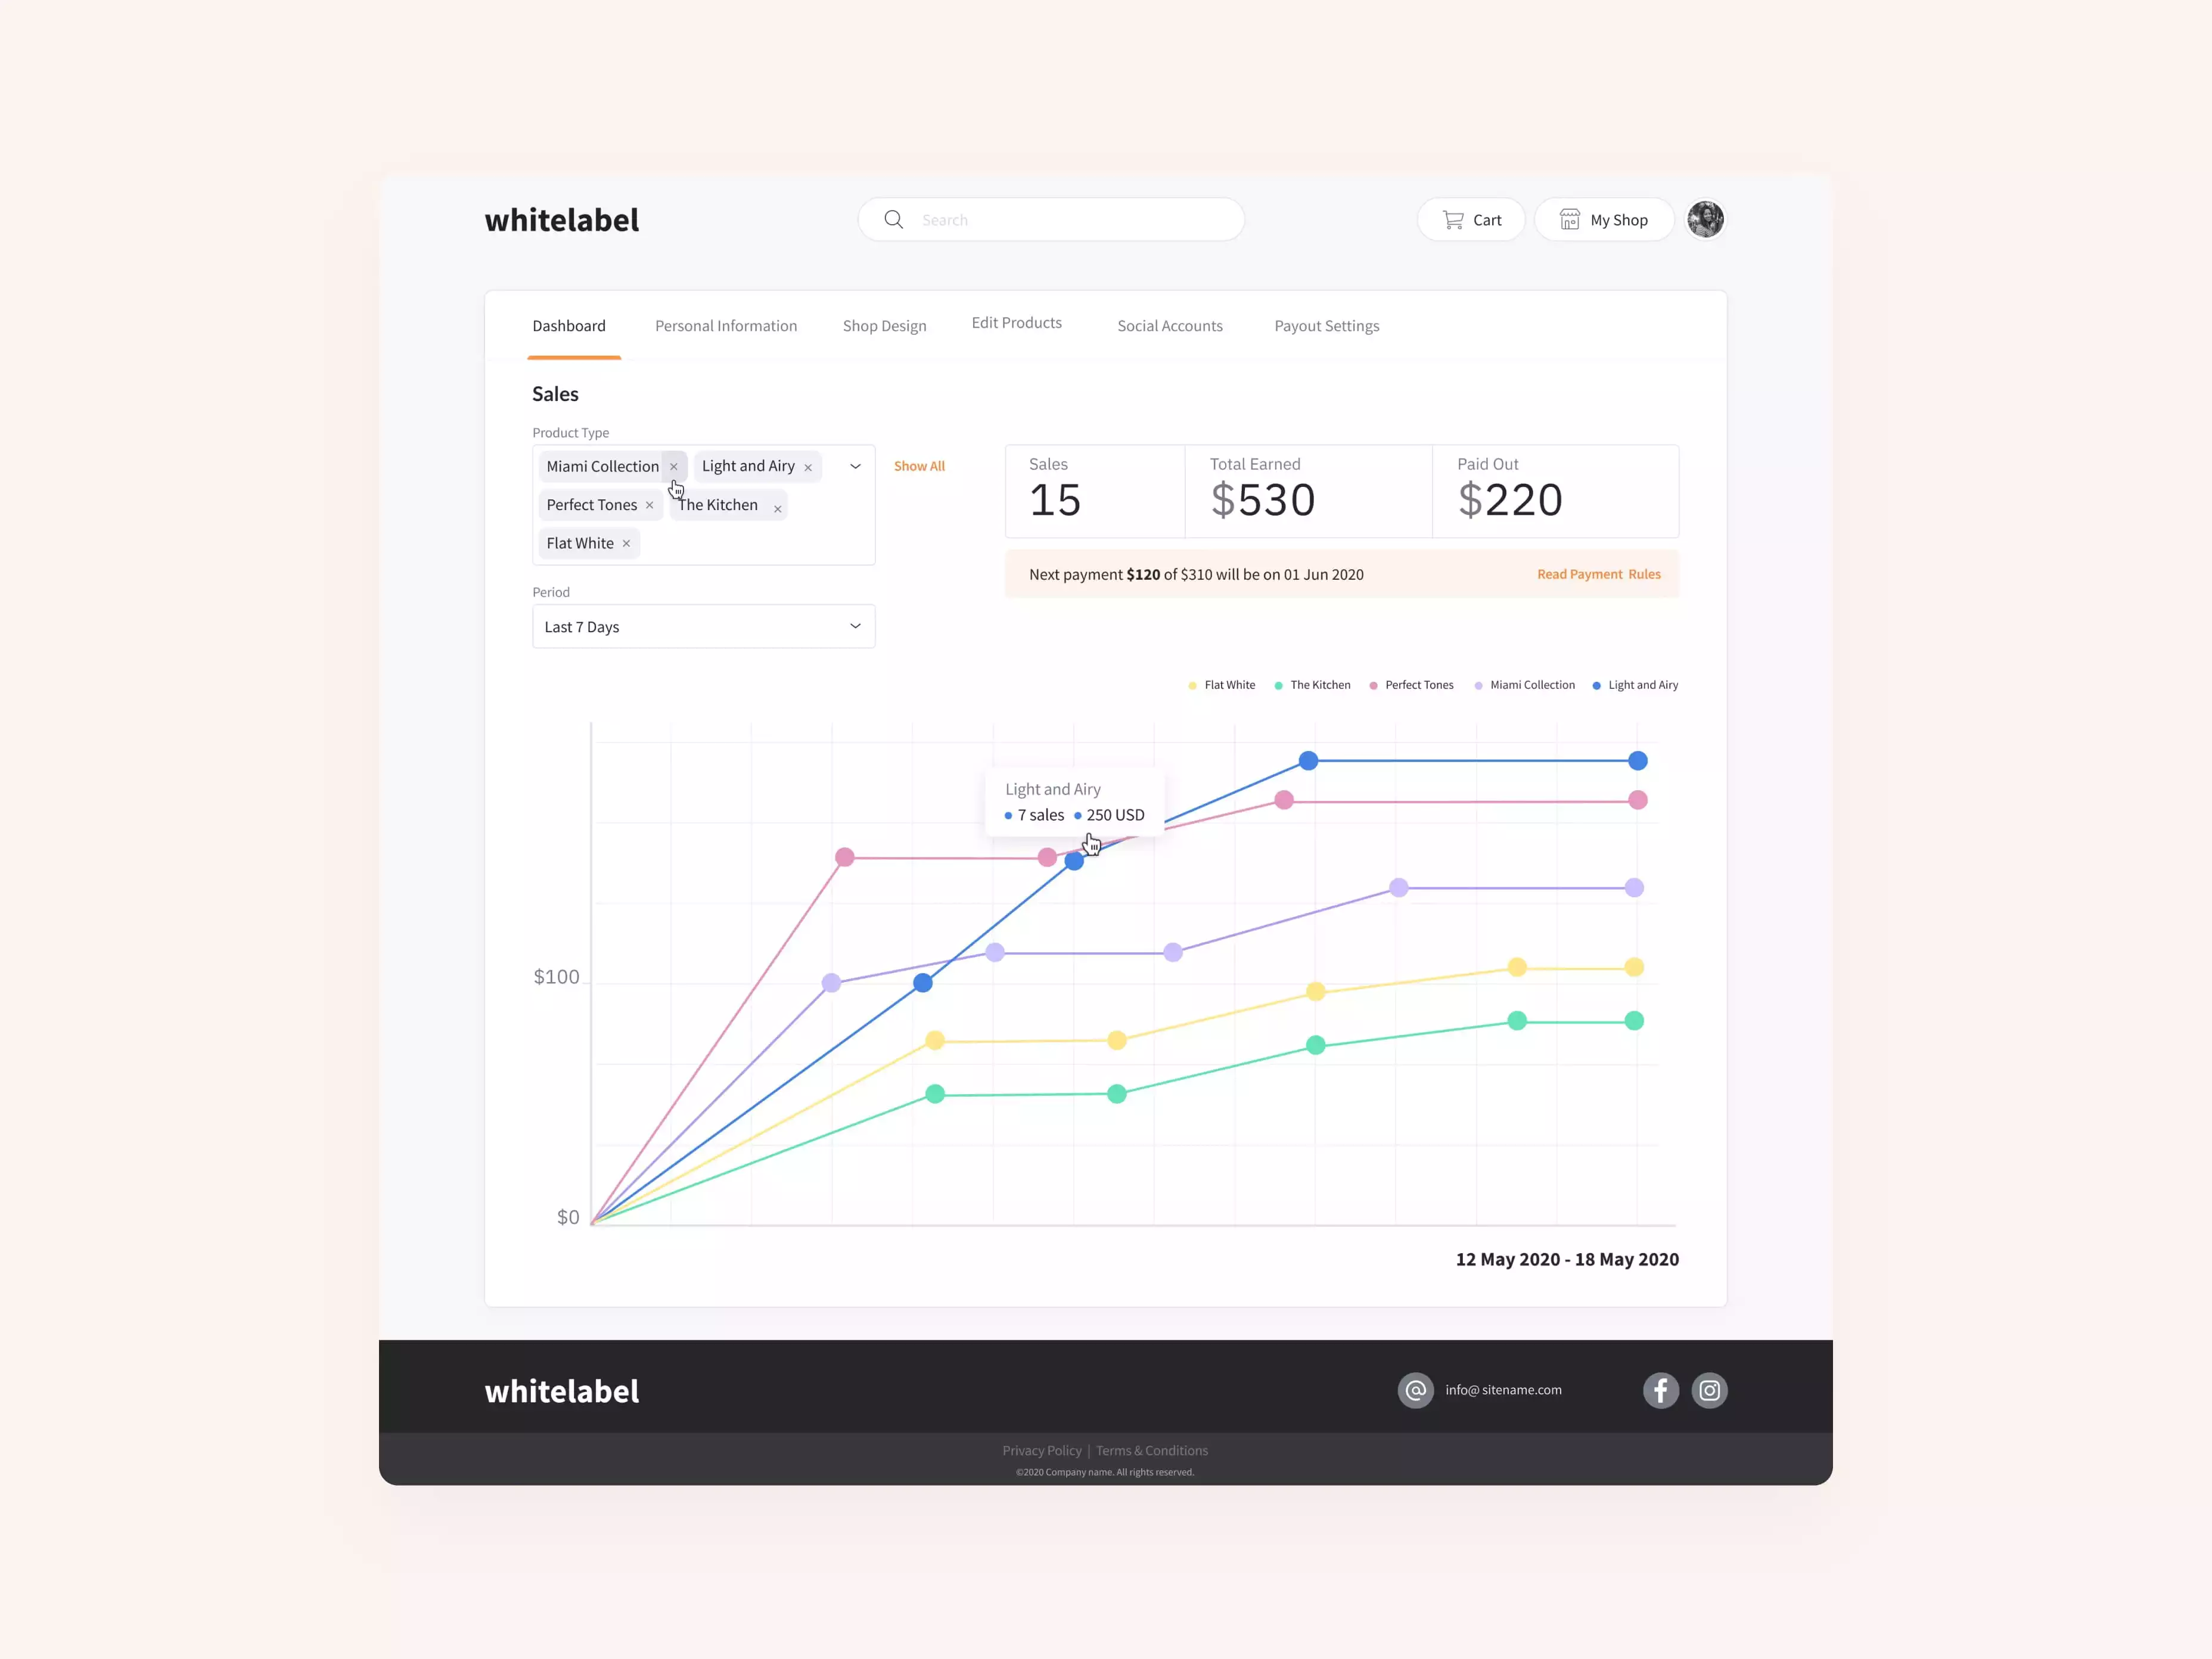 whitelabel
Search
Cart
My Shop
Dashboard
Personal Information
Shop Design
Edit Products
Social Accounts
Payout Settings
Sales
Product Type
Miami Collection ×
Light and Airy ×
Perfect Tones ×
The Kitchen ×
Flat White ×
Show All
Period
Last 7 Days
Sales
15
Total Earned
$530
Paid Out
$220
Next payment $120 of $310 will be on 01 Jun 2020
Read Payment Rules
Flat White
The Kitchen
Perfect Tones
Miami Collection
Light and Airy
Light and Airy
7 sales
250 USD
$100
$0
12 May 2020 - 18 May 2020
whitelabel
info@ sitename.com
Privacy Policy | Terms & Conditions
©2020 Company name. All rights reserved.